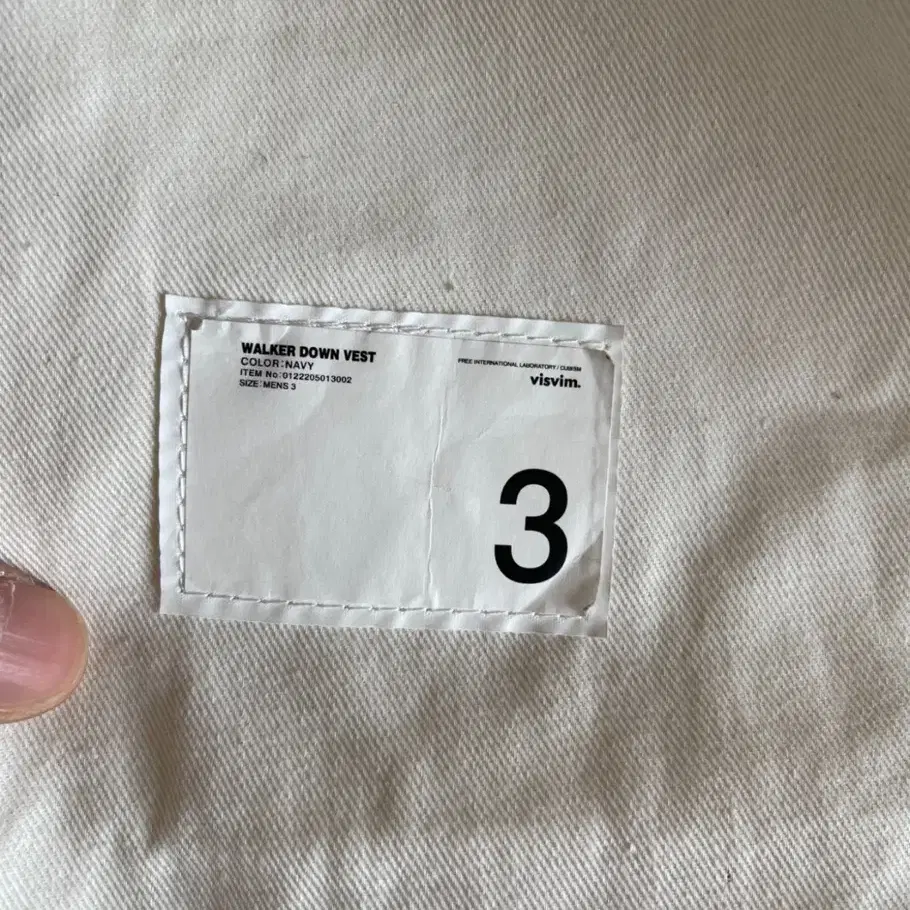 WALKER DOWN VEST
COLOR:NAVY
ITEM No:0122205013002
SIZE:MENS 3
FREE INTERNATIONAL LABORATORY / CUBISM
visvim.
3